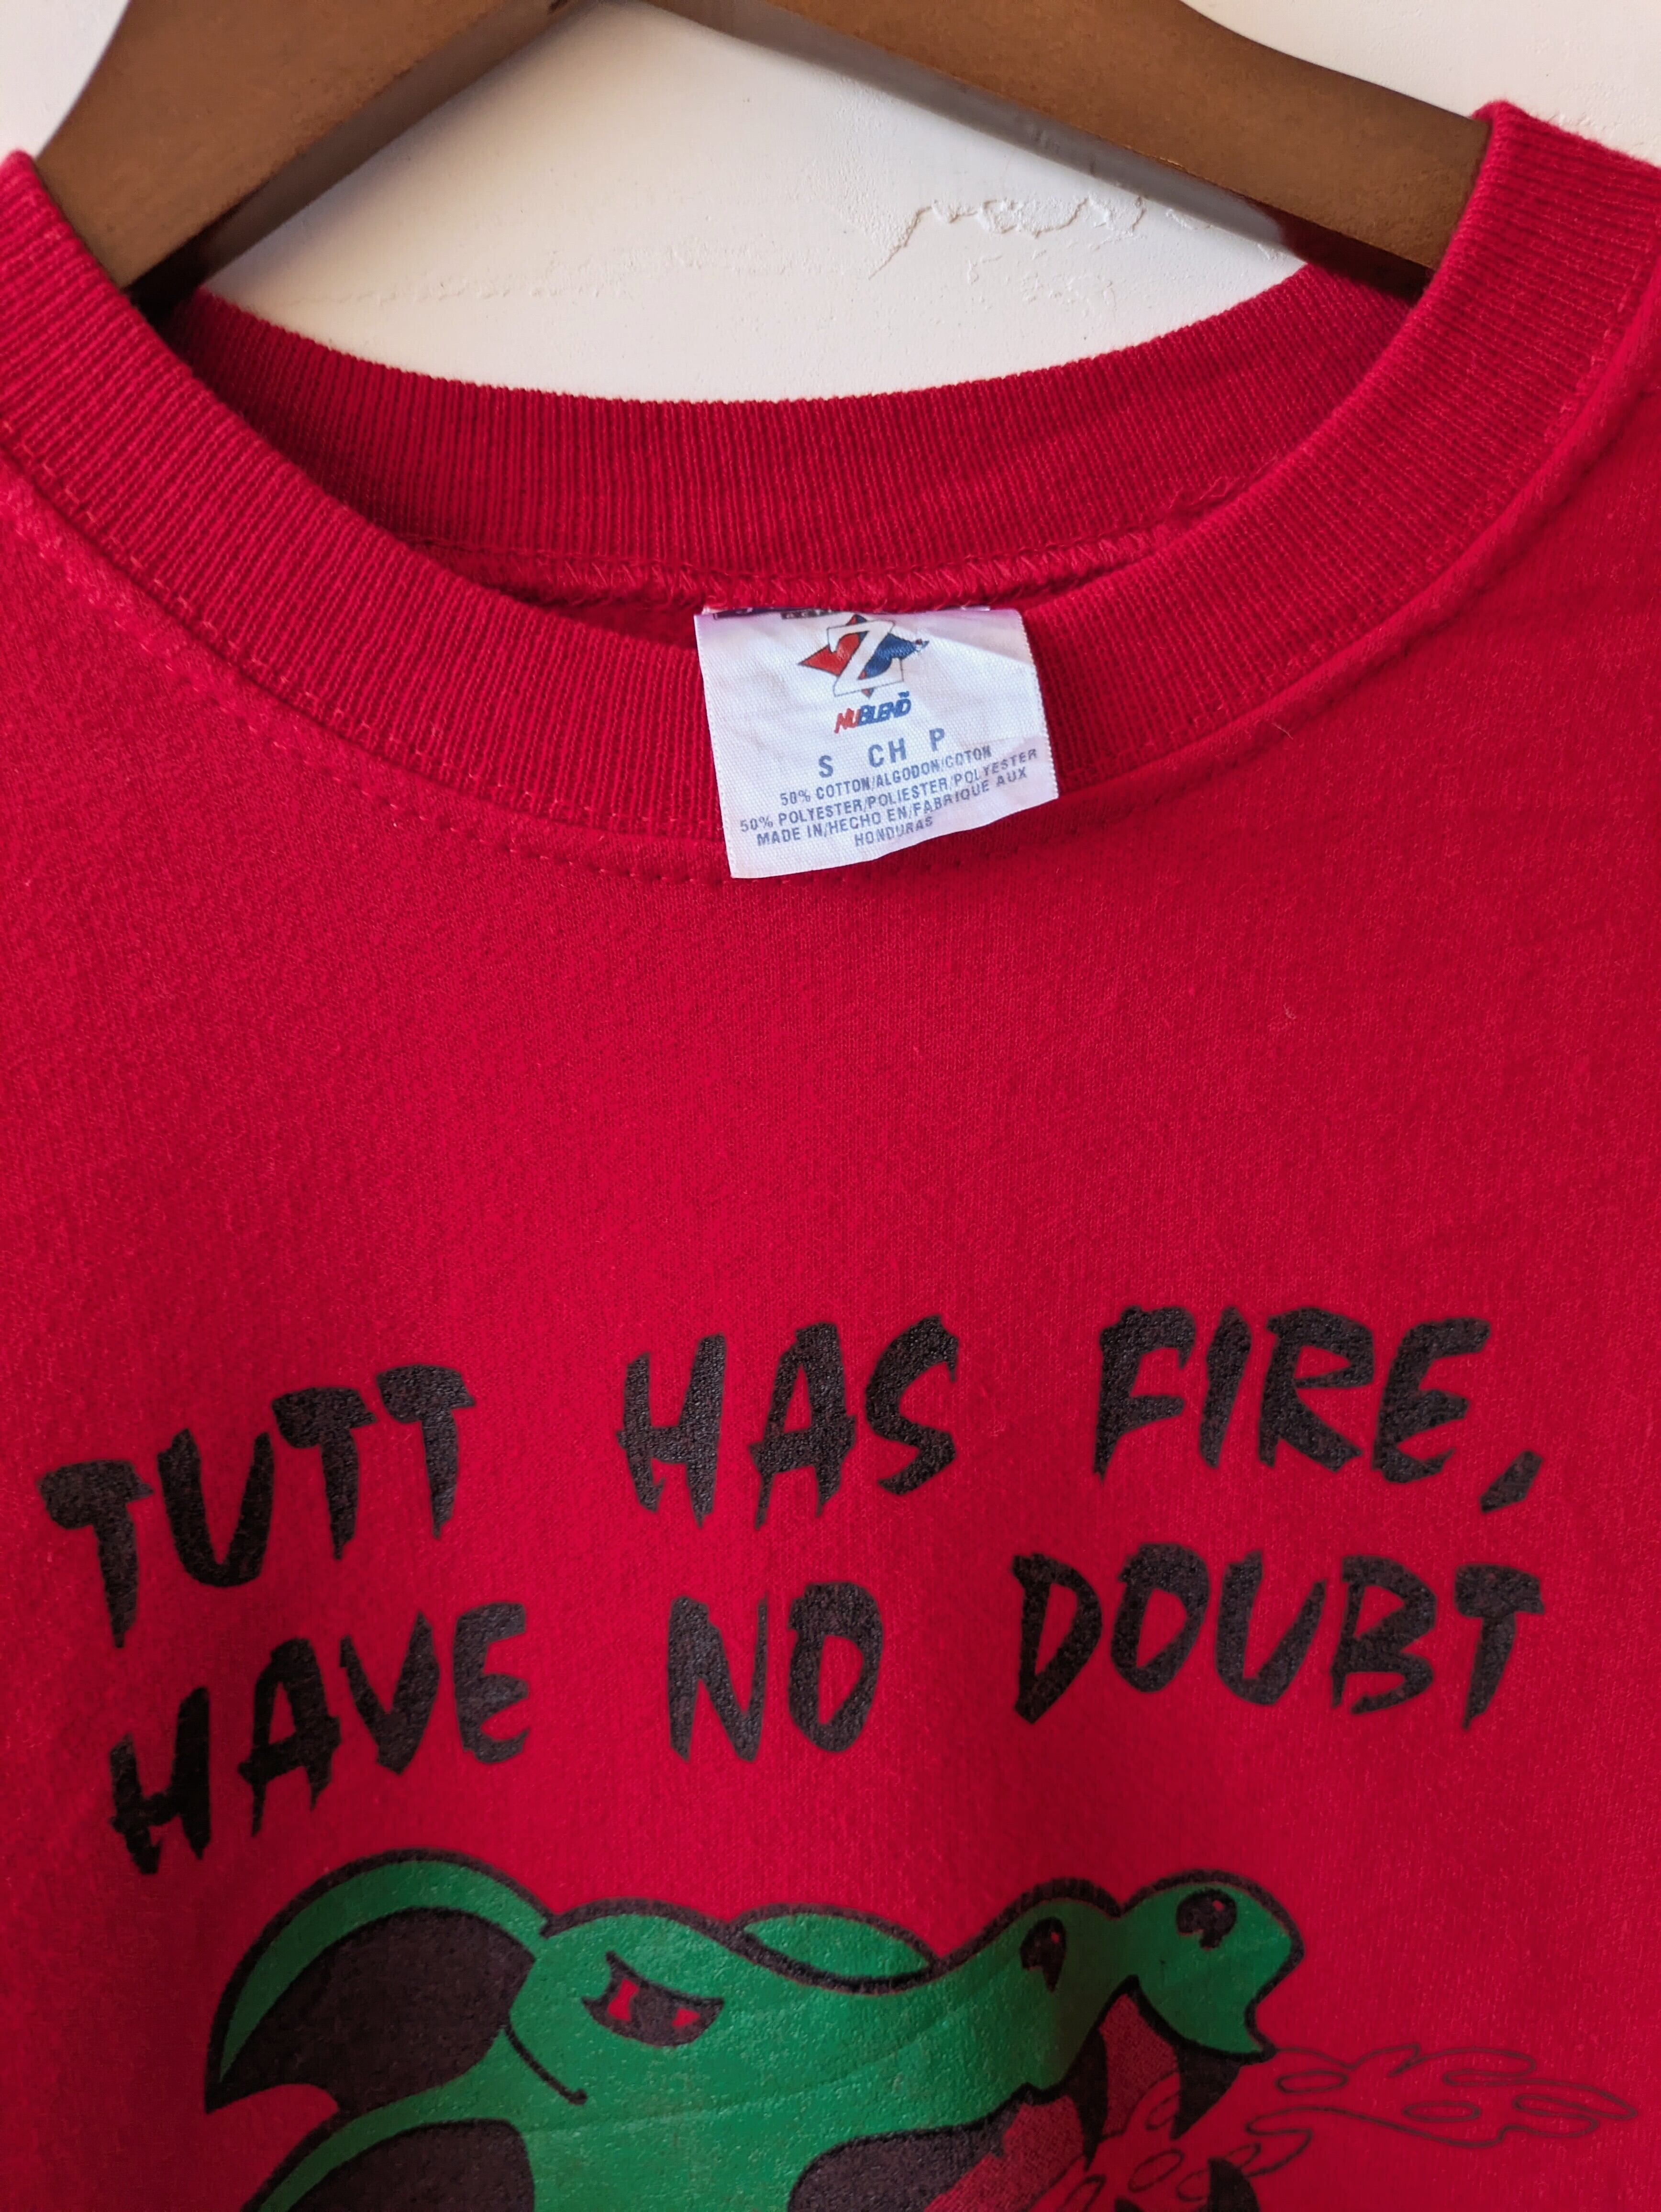 Z
NUBLEND™
S CH P
50% COTTON/ALGODON/COTON
50% POLYESTER/POLIESTER/POLYESTER
MADE IN/HECHO EN/FABRIQUE AUX
HONDURAS
TUTT HAS FIRE,
HAVE NO DOUBT